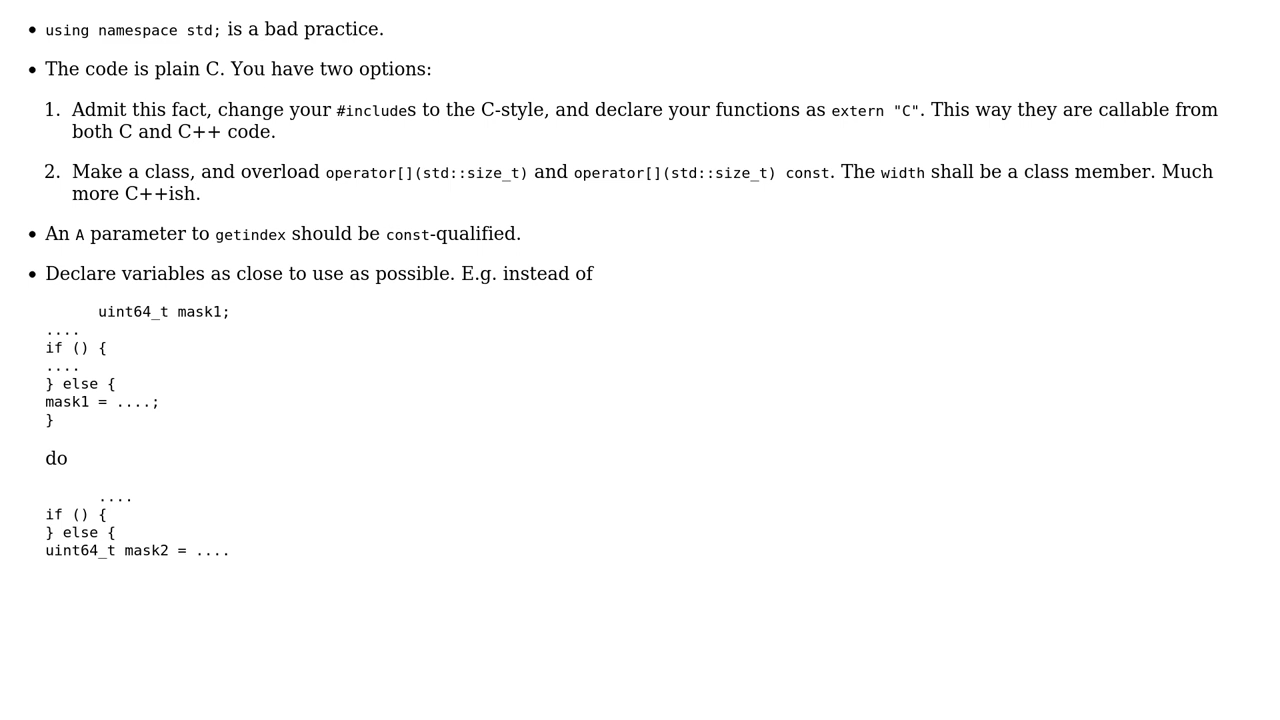 • using namespace std; is a bad practice.
• The code is plain C. You have two options:
1. Admit this fact, change your #includes to the C-style, and declare your functions as extern "C". This way they are callable from
both C and C++ code.
2. Make a class, and overload operator[](std::size_t) and operator[](std::size_t) const. The width shall be a class member. Much
more C++ish.
• An A parameter to getindex should be const-qualified.
• Declare variables as close to use as possible. E.g. instead of
      uint64_t mask1;
....
if () {
....
} else {
mask1 = ....;
}
do
      ....
if () {
} else {
uint64_t mask2 = ....